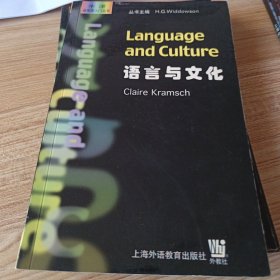 丛书主编 H.G.Widdowson
Language
and Culture
语言与文化
Claire Kramsch
Language and
Culture
上海外语教育出版社
外教社